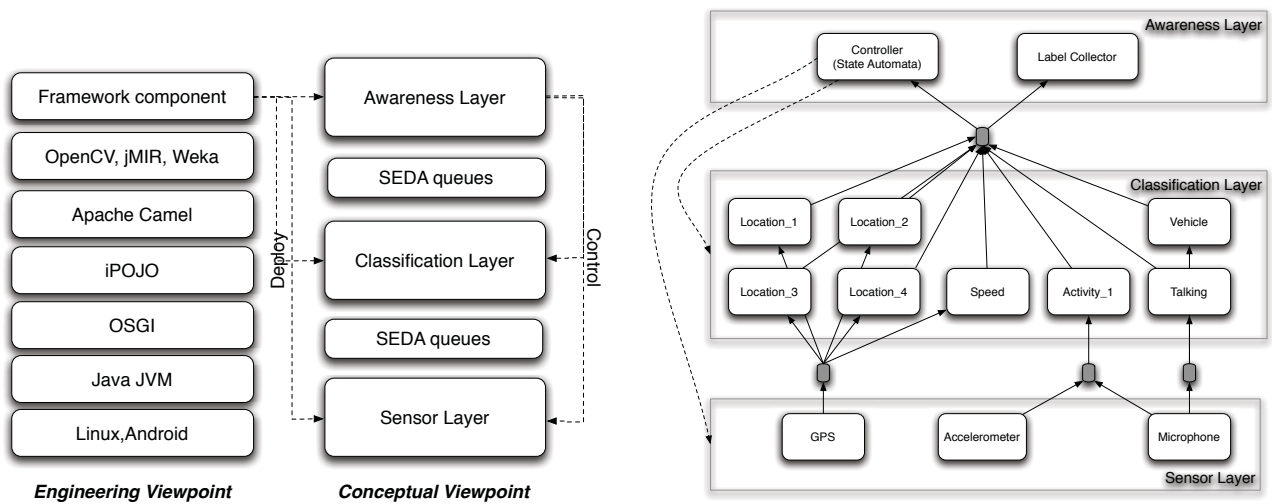 Framework component
OpenCV, jMIR, Weka
Apache Camel
iPOJO
OSGI
Java JVM
Linux,Android
Engineering Viewpoint
Deploy
Awareness Layer
SEDA queues
Classification Layer
SEDA queues
Sensor Layer
Conceptual Viewpoint
Control
Awareness Layer
Controller
(State Automata)
Label Collector
Classification Layer
Location_1
Location_2
Vehicle
Location_3
Location_4
Speed
Activity_1
Talking
GPS
Accelerometer
Microphone
Sensor Layer